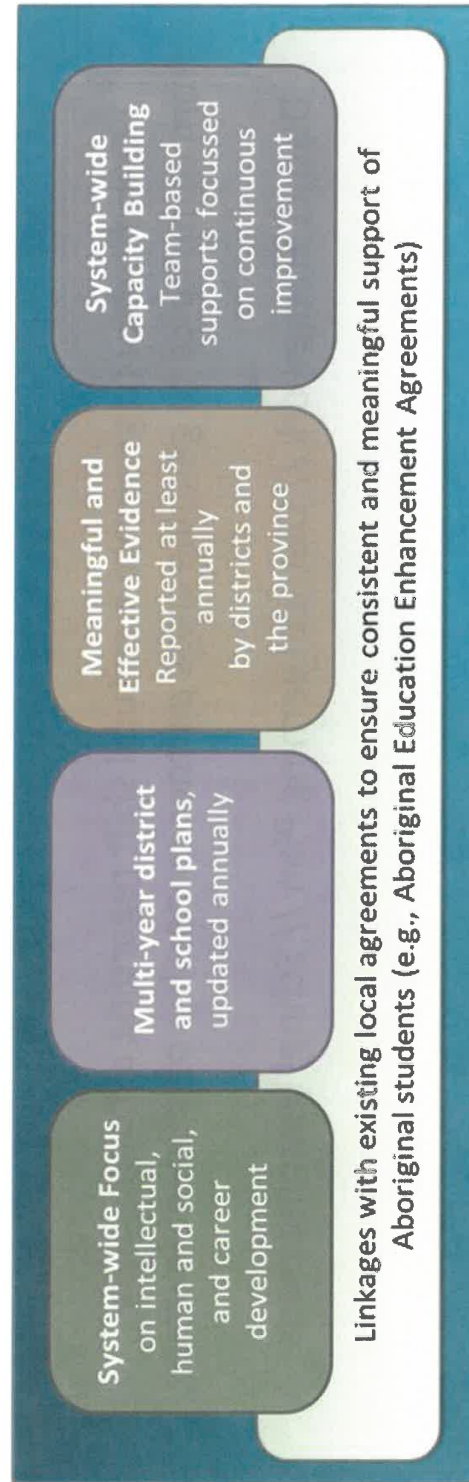 System-wide Focus
on intellectual,
human and social,
and career
development
Multi-year district
and school plans,
updated annually
Meaningful and
Effective Evidence
Reported at least
annually
by districts and
the province
System-wide
Capacity Building
Team-based
supports focussed
on continuous
improvement
Linkages with existing local agreements to ensure consistent and meaningful support of
Aboriginal students (e.g., Aboriginal Education Enhancement Agreements)